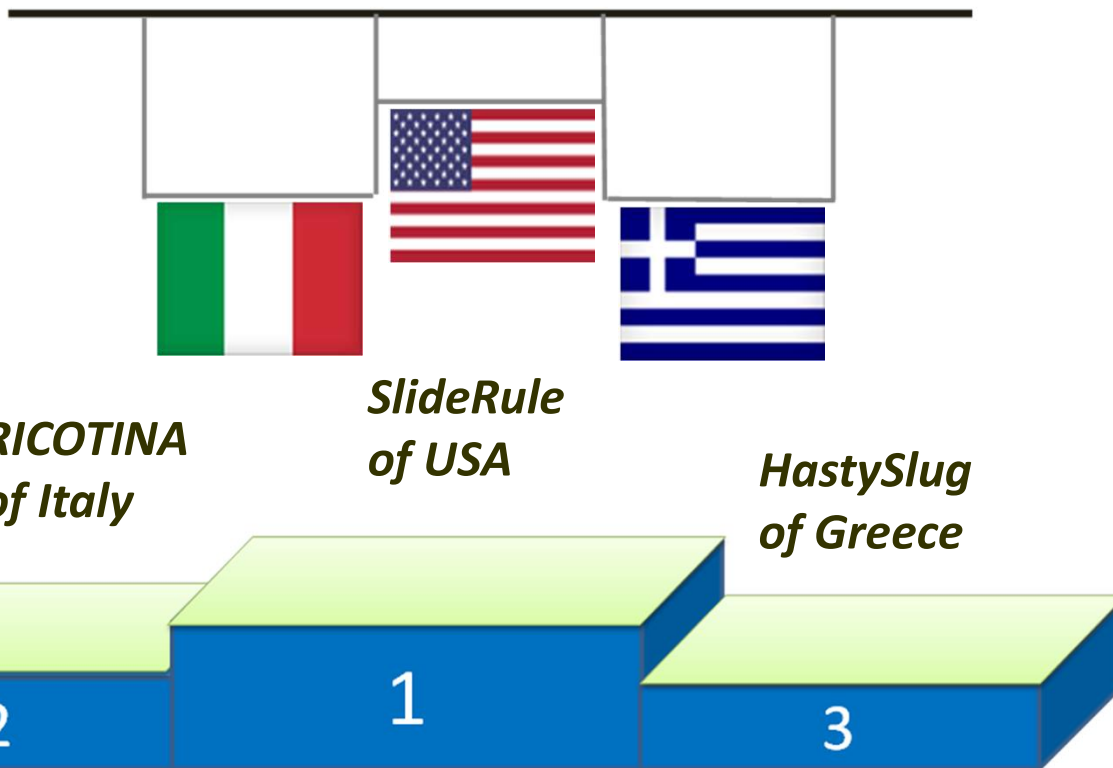 SlideRule
of USA
RICOTINA
of Italy
HastySlug
of Greece
2
1
3